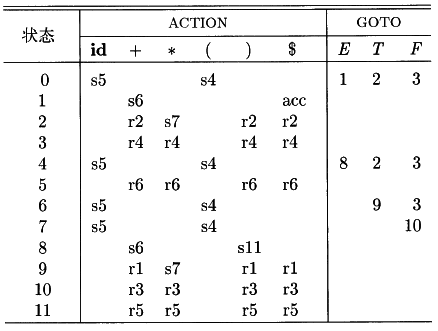 状态 ACTION GOTO
id + * ( ) $ E T F
0 s5 s4 1 2 3
1 s6 acc
2 r2 s7 r2 r2
3 r4 r4 r4 r4
4 s5 s4 8 2 3
5 r6 r6 r6 r6
6 s5 s4 9 3
7 s5 s4 10
8 s6 s11
9 r1 s7 r1 r1
10 r3 r3 r3 r3
11 r5 r5 r5 r5